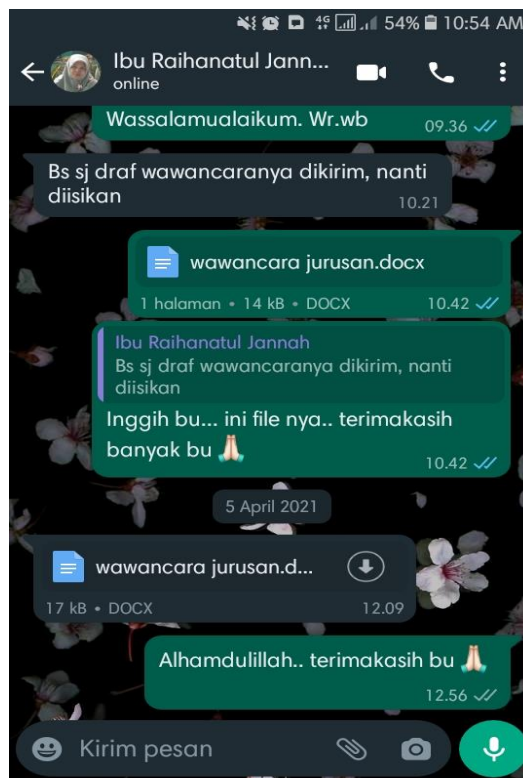 4G 54% 10:54 AM
Ibu Raihanatul Jann...
online
Wassalamualaikum. Wr.wb
09.36
Bs sj draf wawancaranya dikirim, nanti
diisikan
10.21
wawancara jurusan.docx
1 halaman • 14 kB • DOCX 10.42
Ibu Raihanatul Jannah
Bs sj draf wawancaranya dikirim, nanti
diisikan
Inggih bu... ini file nya.. terimakasih
banyak bu 🙏🏻
10.42
5 April 2021
wawancara jurusan.d...
17 kB • DOCX 12.09
Alhamdulillah.. terimakasih bu 🙏🏻
12.56
Kirim pesan